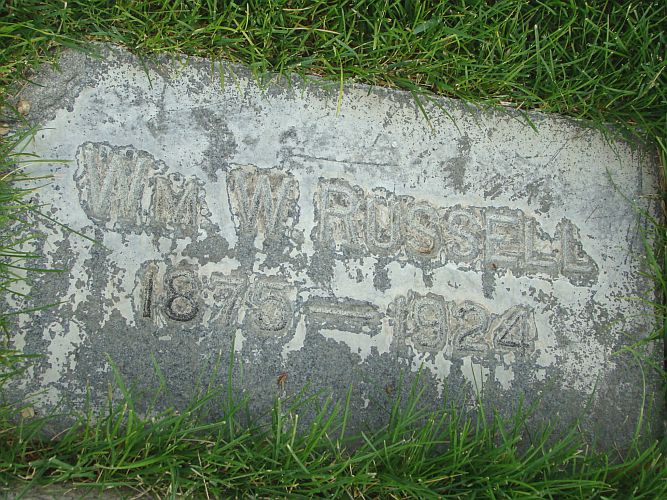 WM W. RUSSELL
1875 = 1924